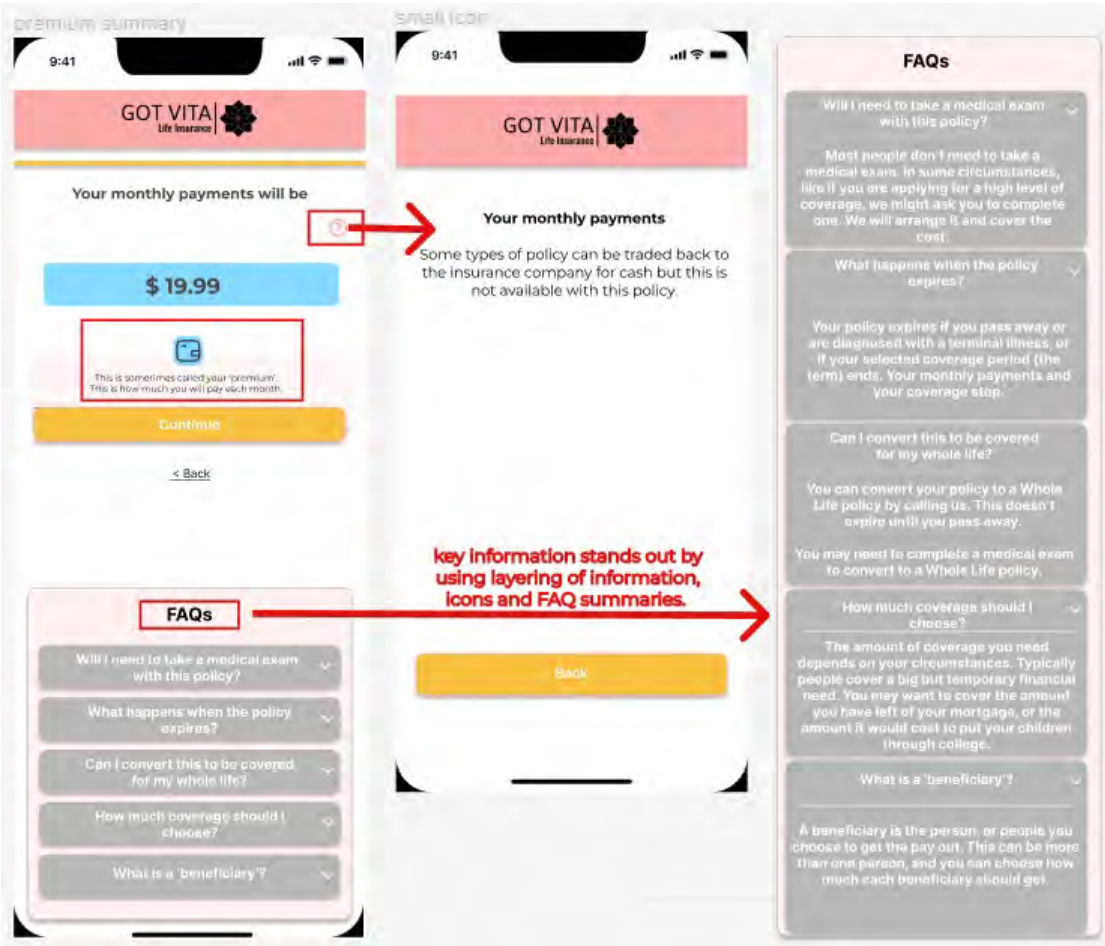 premium summary
9:41
GOT VITA
Life Insurance
Your monthly payments will be
?
$ 19.99
This is sometimes called your 'premium'.
This is how much you will pay each month.
Continue
< Back
FAQs
Will I need to take a medical exam
with this policy?
What happens when the policy
expires?
Can I convert this to be covered
for my whole life?
How much coverage should I
choose?
What is a 'beneficiary'?
small icon
9:41
GOT VITA
Life Insurance
Your monthly payments
Some types of policy can be traded back to
the insurance company for cash but this is
not available with this policy.
key information stands out by
using layering of information,
icons and FAQ summaries.
Back
FAQs
Will I need to take a medical exam
with this policy?
Most people don't need to take a
medical exam. In some circumstances,
like if you are applying for a high level of
coverage, we might ask you to complete
one. We will arrange it and cover the
cost.
What happens when the policy
expires?
Your policy expires if you pass away or
are diagnosed with a terminal illness, or
if your selected coverage period (the
term) ends. Your monthly payments and
your coverage stop.
Can I convert this to be covered
for my whole life?
You can convert your policy to a Whole
Life policy by calling us. This doesn't
expire until you pass away.
You may need to complete a medical exam
to convert to a Whole Life policy.
How much coverage should I
choose?
The amount of coverage you need
depends on your circumstances. Typically
people cover a big but temporary financial
need. You may want to cover the amount
you have left of your mortgage, or the
amount it would cost to put your children
through college.
What is a 'beneficiary'?
A beneficiary is the person, or people you
choose to get the pay out. This can be more
than one person, and you can choose how
much each beneficiary should get.